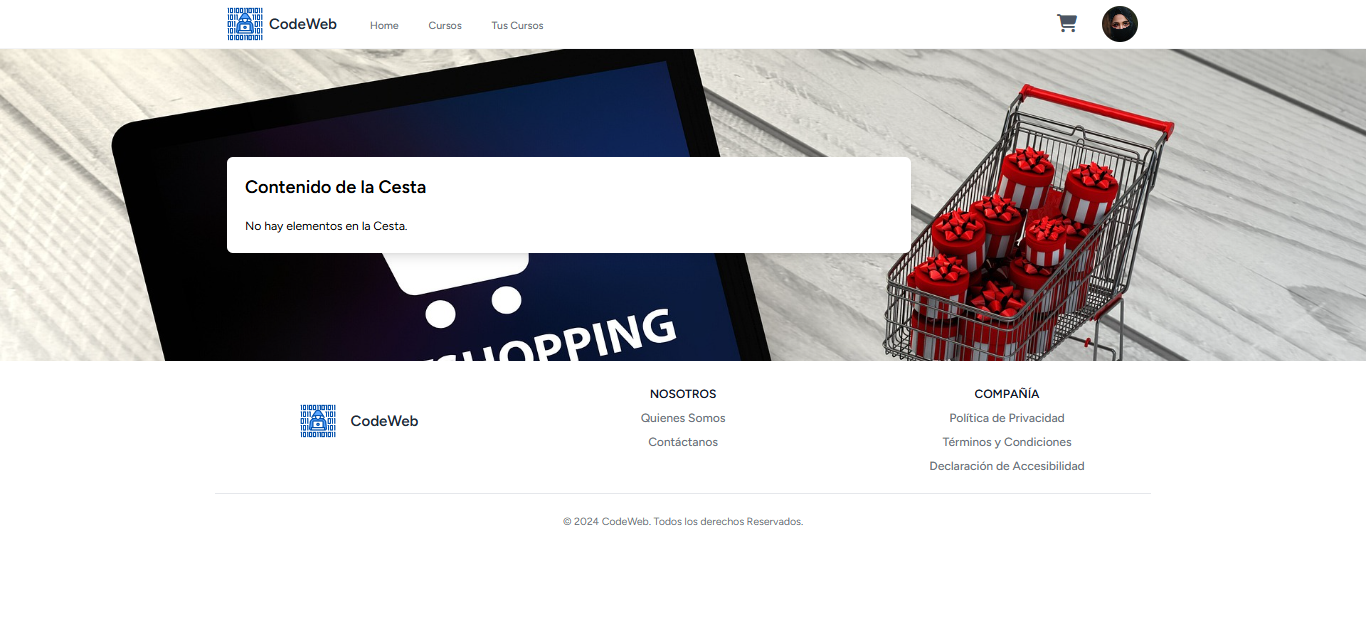 CodeWeb
Home
Cursos
Tus Cursos
Contenido de la Cesta
No hay elementos en la Cesta.
SHOPPING
CodeWeb
NOSOTROS
Quienes Somos
Contáctanos
COMPAÑÍA
Política de Privacidad
Términos y Condiciones
Declaración de Accesibilidad
© 2024 CodeWeb. Todos los derechos Reservados.